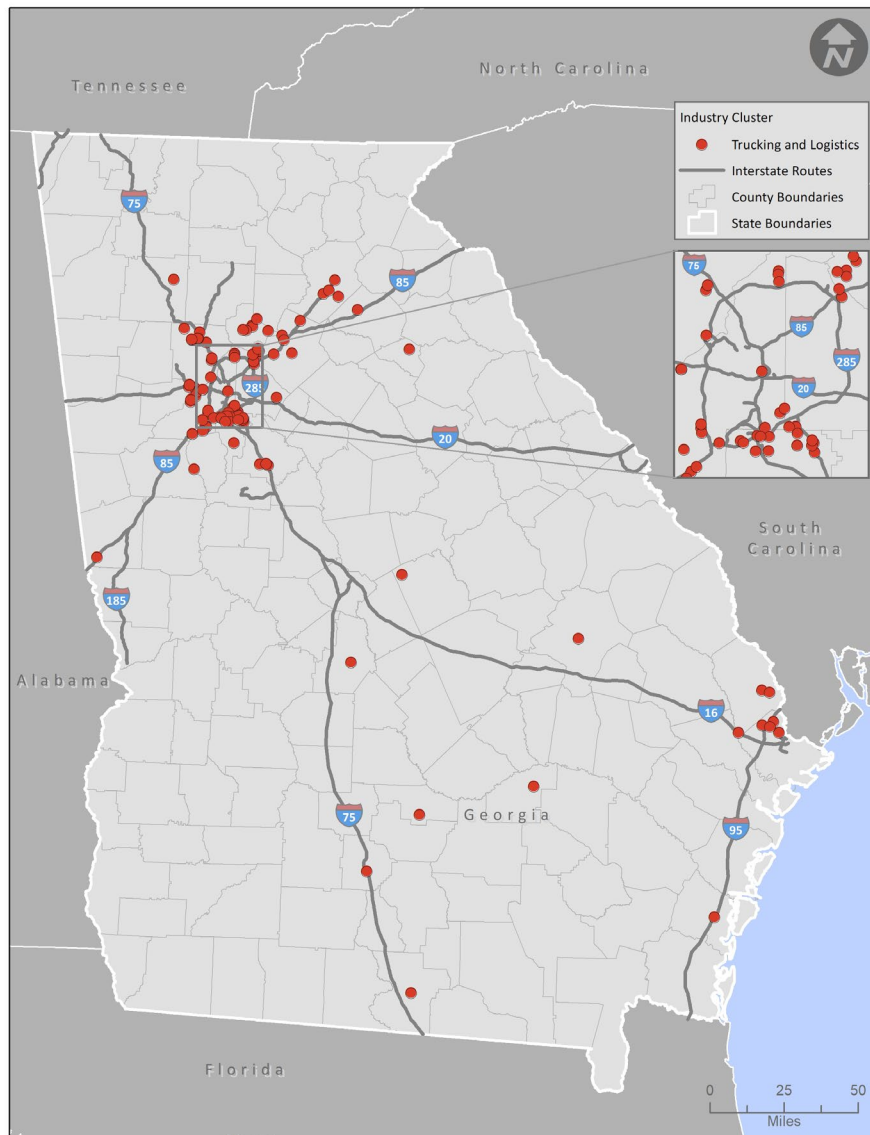 Tennessee
North Carolina
N
Industry Cluster
Trucking and Logistics
Interstate Routes
County Boundaries
State Boundaries
75
85
75
85
285
20
285
20
85
South
Carolina
185
Alabama
16
75
Georgia
95
Florida
0 25 50
Miles